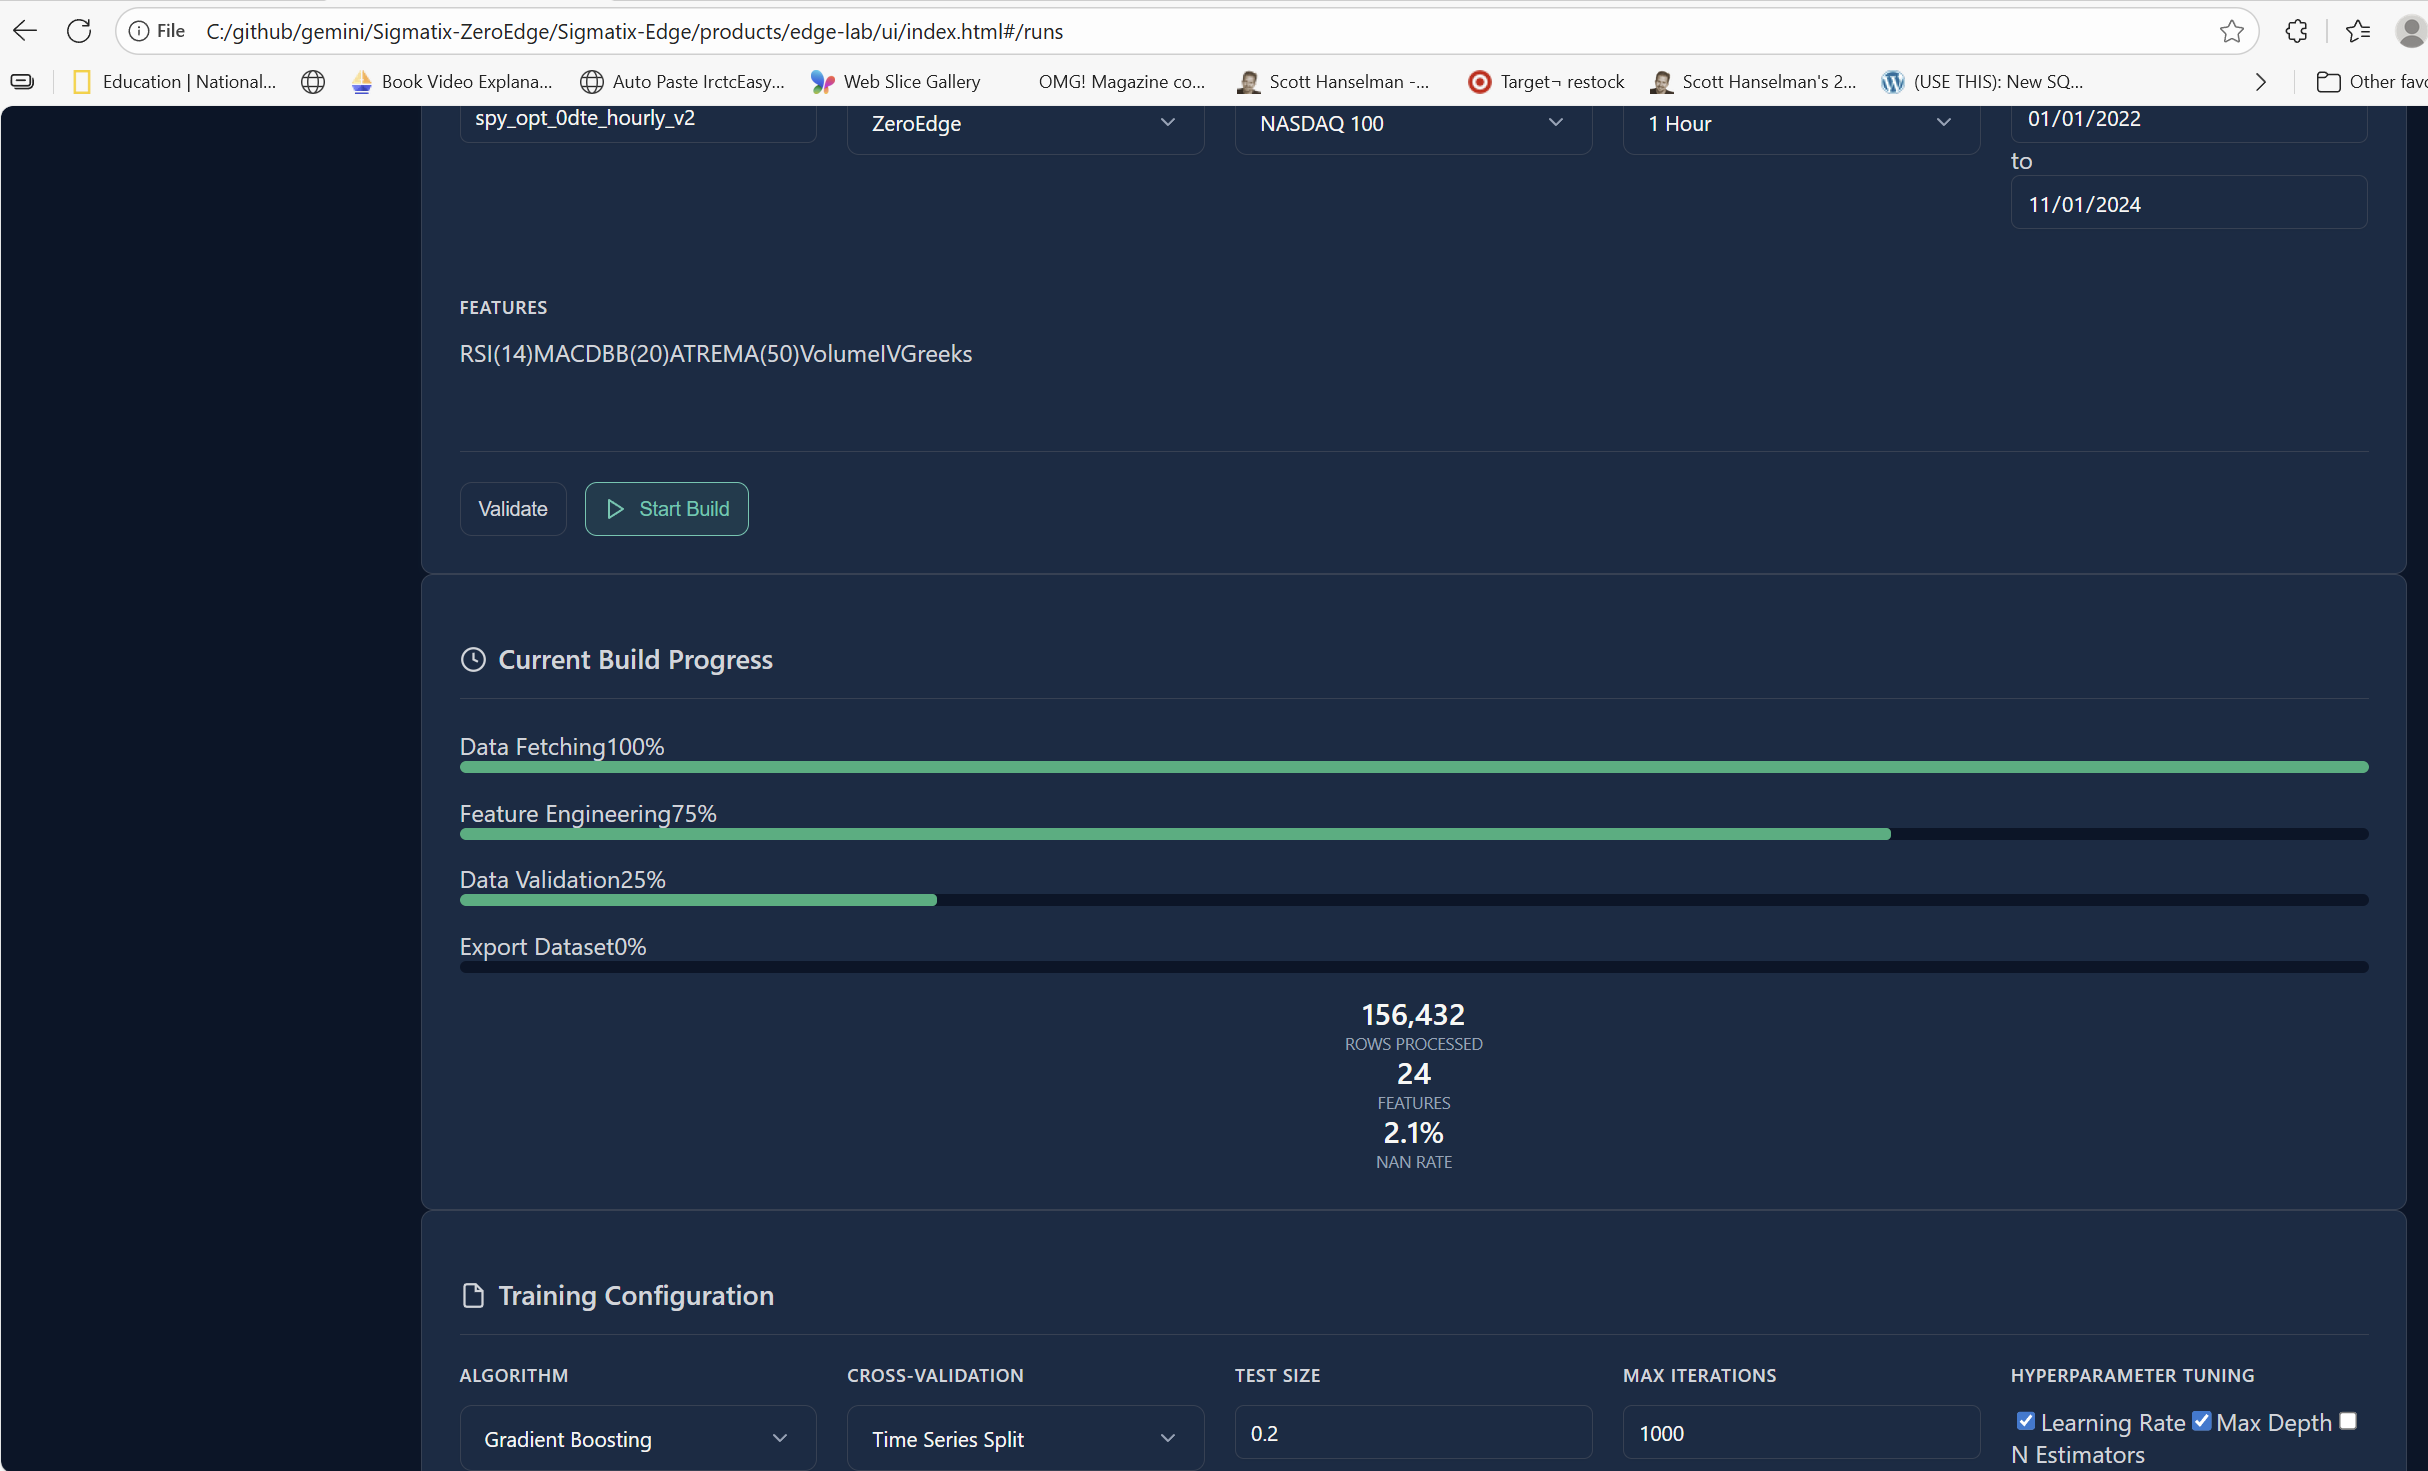 File C:/github/gemini/Sigmatix-ZeroEdge/Sigmatix-Edge/products/edge-lab/ui/index.html#/runs
Education | National... Book Video Explana... Auto Paste IrctcEasy... Web Slice Gallery OMG! Magazine co... Scott Hanselman -... Target¬ restock Scott Hanselman's 2... (USE THIS): New SQ... Other favo
spy_opt_0dte_hourly_v2 ZeroEdge NASDAQ 100 1 Hour 01/01/2022
to
11/01/2024
FEATURES
RSI(14)MACDBB(20)ATREMA(50)VolumeIVGreeks
Validate Start Build
Current Build Progress
Data Fetching100%
Feature Engineering75%
Data Validation25%
Export Dataset0%
156,432
ROWS PROCESSED
24
FEATURES
2.1%
NAN RATE
Training Configuration
ALGORITHM CROSS-VALIDATION TEST SIZE MAX ITERATIONS HYPERPARAMETER TUNING
Gradient Boosting Time Series Split 0.2 1000 Learning Rate Max Depth
N Estimators